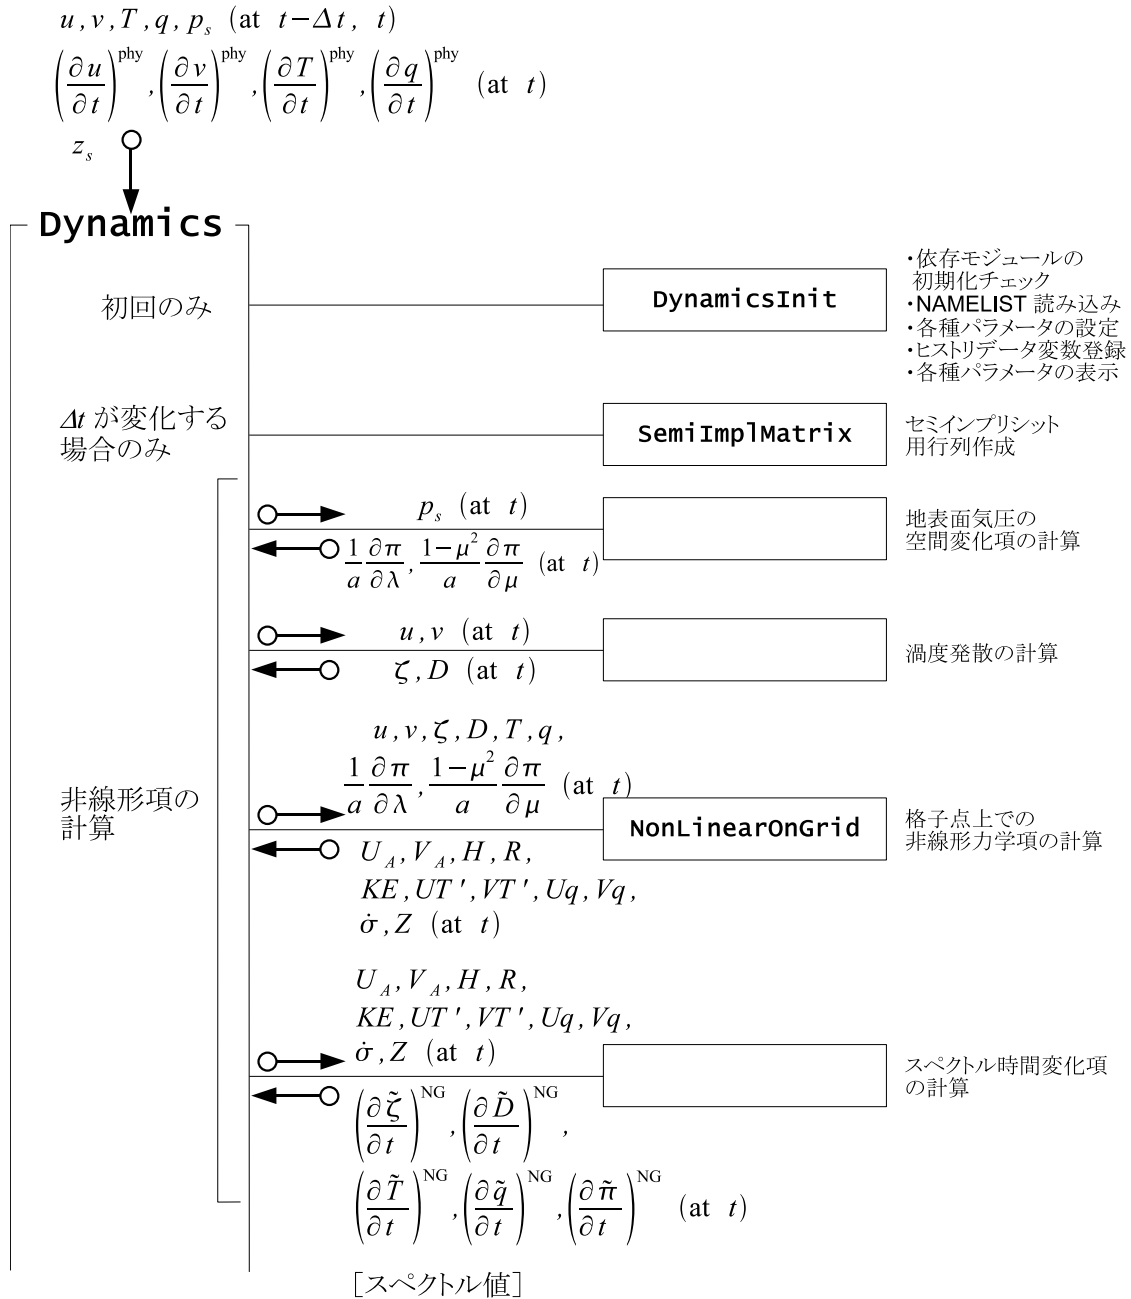 u, v, T, q, p_s (at t−Δt, t)
(∂u/∂t)^phy, (∂v/∂t)^phy, (∂T/∂t)^phy, (∂q/∂t)^phy (at t)
z_s
Dynamics
初回のみ
DynamicsInit
・依存モジュールの
初期化チェック
・NAMELIST 読み込み
・各種パラメータの設定
・ヒストリデータ変数登録
・各種パラメータの表示
Δt が変化する
場合のみ
SemiImplMatrix
セミインプリシット
用行列作成
p_s (at t)
1/a ∂π/∂λ, 1−μ²/a ∂π/∂μ (at t)
地表面気圧の
空間変化項の計算
u, v (at t)
ζ, D (at t)
渦度発散の計算
非線形項の
計算
u, v, ζ, D, T, q,
1/a ∂π/∂λ, 1−μ²/a ∂π/∂μ (at t)
NonLinearOnGrid
格子点上での
非線形力学項の計算
U_A, V_A, H, R,
KE, UT', VT', Uq, Vq,
σ̇, Z (at t)
U_A, V_A, H, R,
KE, UT', VT', Uq, Vq,
σ̇, Z (at t)
スペクトル時間変化項
の計算
(∂ζ̃/∂t)^NG, (∂D̃/∂t)^NG,
(∂T̃/∂t)^NG, (∂q̃/∂t)^NG, (∂π̃/∂t)^NG (at t)
[スペクトル値]